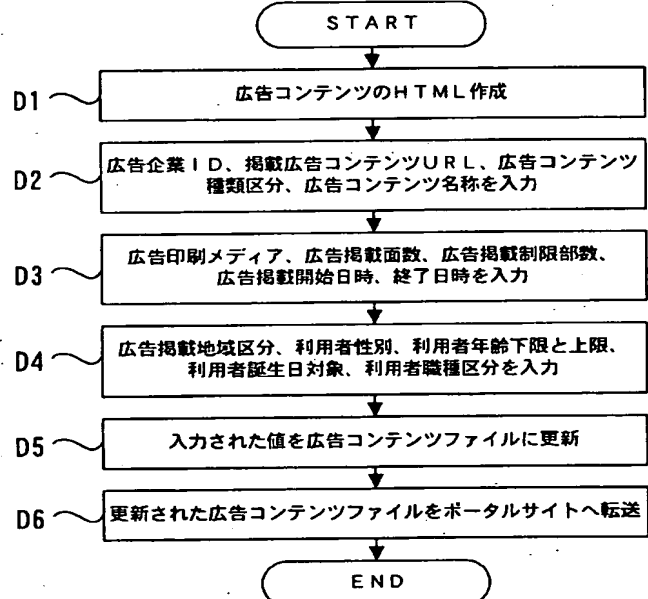 START
D1
広告コンテンツのHTML作成
D2
広告企業ID、掲載広告コンテンツURL、広告コンテンツ
種類区分、広告コンテンツ名称を入力
D3
広告印刷メディア、広告掲載面数、広告掲載制限部数、
広告掲載開始日時、終了日時を入力
D4
広告掲載地域区分、利用者性別、利用者年齢下限と上限、
利用者誕生日対象、利用者職種区分を入力
D5
入力された値を広告コンテンツファイルに更新
D6
更新された広告コンテンツファイルをポータルサイトへ転送
END